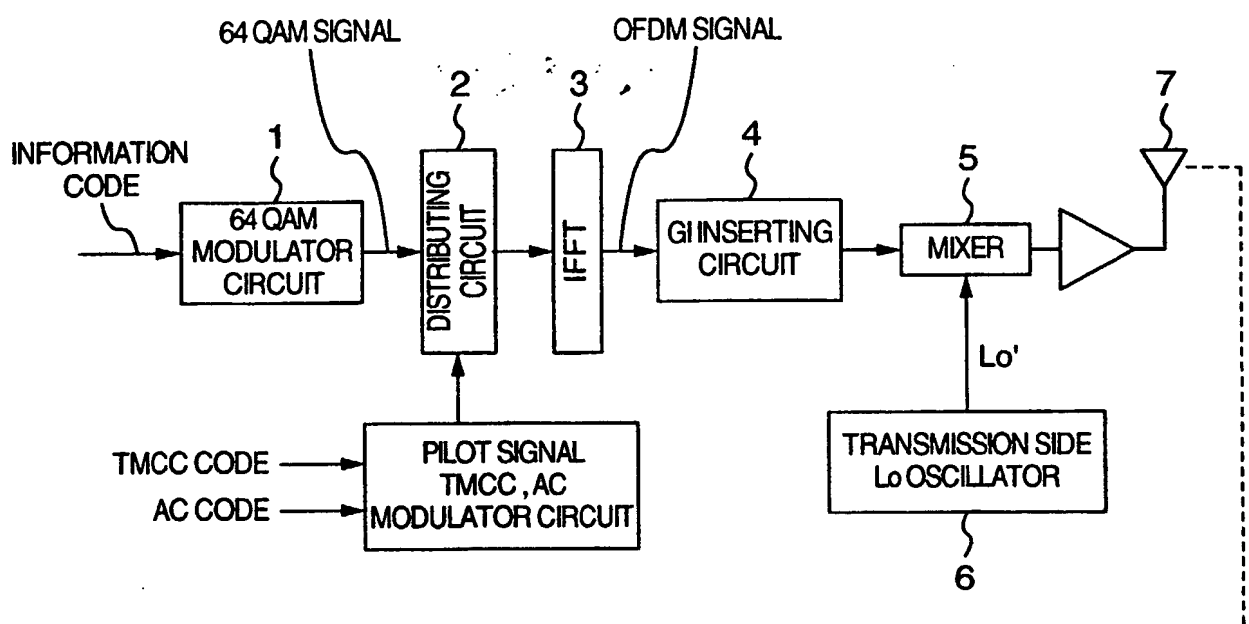 64 QAM SIGNAL
OFDM SIGNAL
INFORMATION
CODE
1
64 QAM
MODULATOR
CIRCUIT
2
DISTRIBUTING
CIRCUIT
3
IFFT
4
GI INSERTING
CIRCUIT
5
MIXER
7
Lo'
TMCC CODE
AC CODE
PILOT SIGNAL
TMCC , AC
MODULATOR CIRCUIT
TRANSMISSION SIDE
Lo OSCILLATOR
6